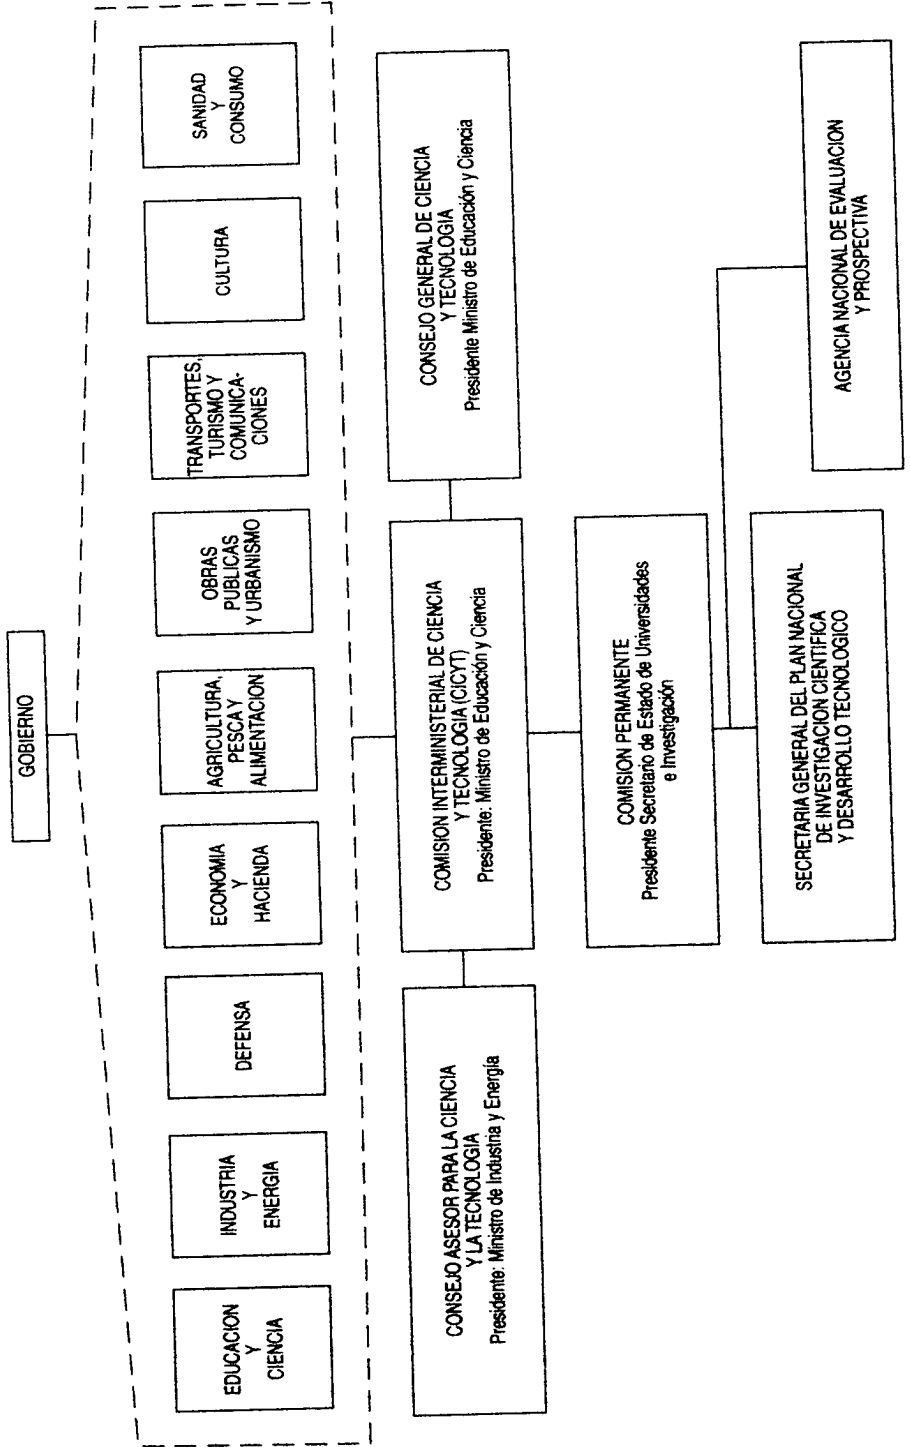 GOBIERNO
EDUCACION
Y
CIENCIA
INDUSTRIA
Y
ENERGIA
DEFENSA
ECONOMIA
Y
HACIENDA
AGRICULTURA,
PESCA Y
ALIMENTACION
OBRAS
PUBLICAS
Y URBANISMO
TRANSPORTES,
TURISMO Y
COMUNICA-
CIONES
CULTURA
SANIDAD
Y
CONSUMO
CONSEJO ASESOR PARA LA CIENCIA
Y LA TECNOLOGIA
Presidente: Ministro de Industria y Energía
COMISION INTERMINISTERIAL DE CIENCIA
Y TECNOLOGIA (CICYT)
Presidente: Ministro de Educación y Ciencia
CONSEJO GENERAL DE CIENCIA
Y TECNOLOGIA
Presidente Ministro de Educación y Ciencia
COMISION PERMANENTE
Presidente Secretario de Estado de Universidades
e Investigación
SECRETARIA GENERAL DEL PLAN NACIONAL
DE INVESTIGACION CIENTIFICA
Y DESARROLLO TECNOLOGICO
AGENCIA NACIONAL DE EVALUACION
Y PROSPECTIVA